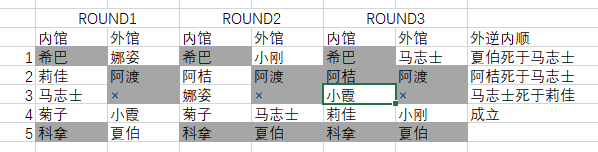 ROUND1 ROUND2 ROUND3
内馆 外馆 内馆 外馆 内馆 外馆 外逆内顺
1 希巴 娜姿 希巴 小刚 希巴 马志士 夏伯死于马志士
2 莉佳 阿渡 阿桔 阿渡 阿桔 阿渡 阿桔死于马志士
3 马志士 × 娜姿 × 小霞 × 马志士死于莉佳
4 菊子 小霞 菊子 马志士 莉佳 小刚 成立
5 科拿 夏伯 科拿 夏伯 科拿 夏伯